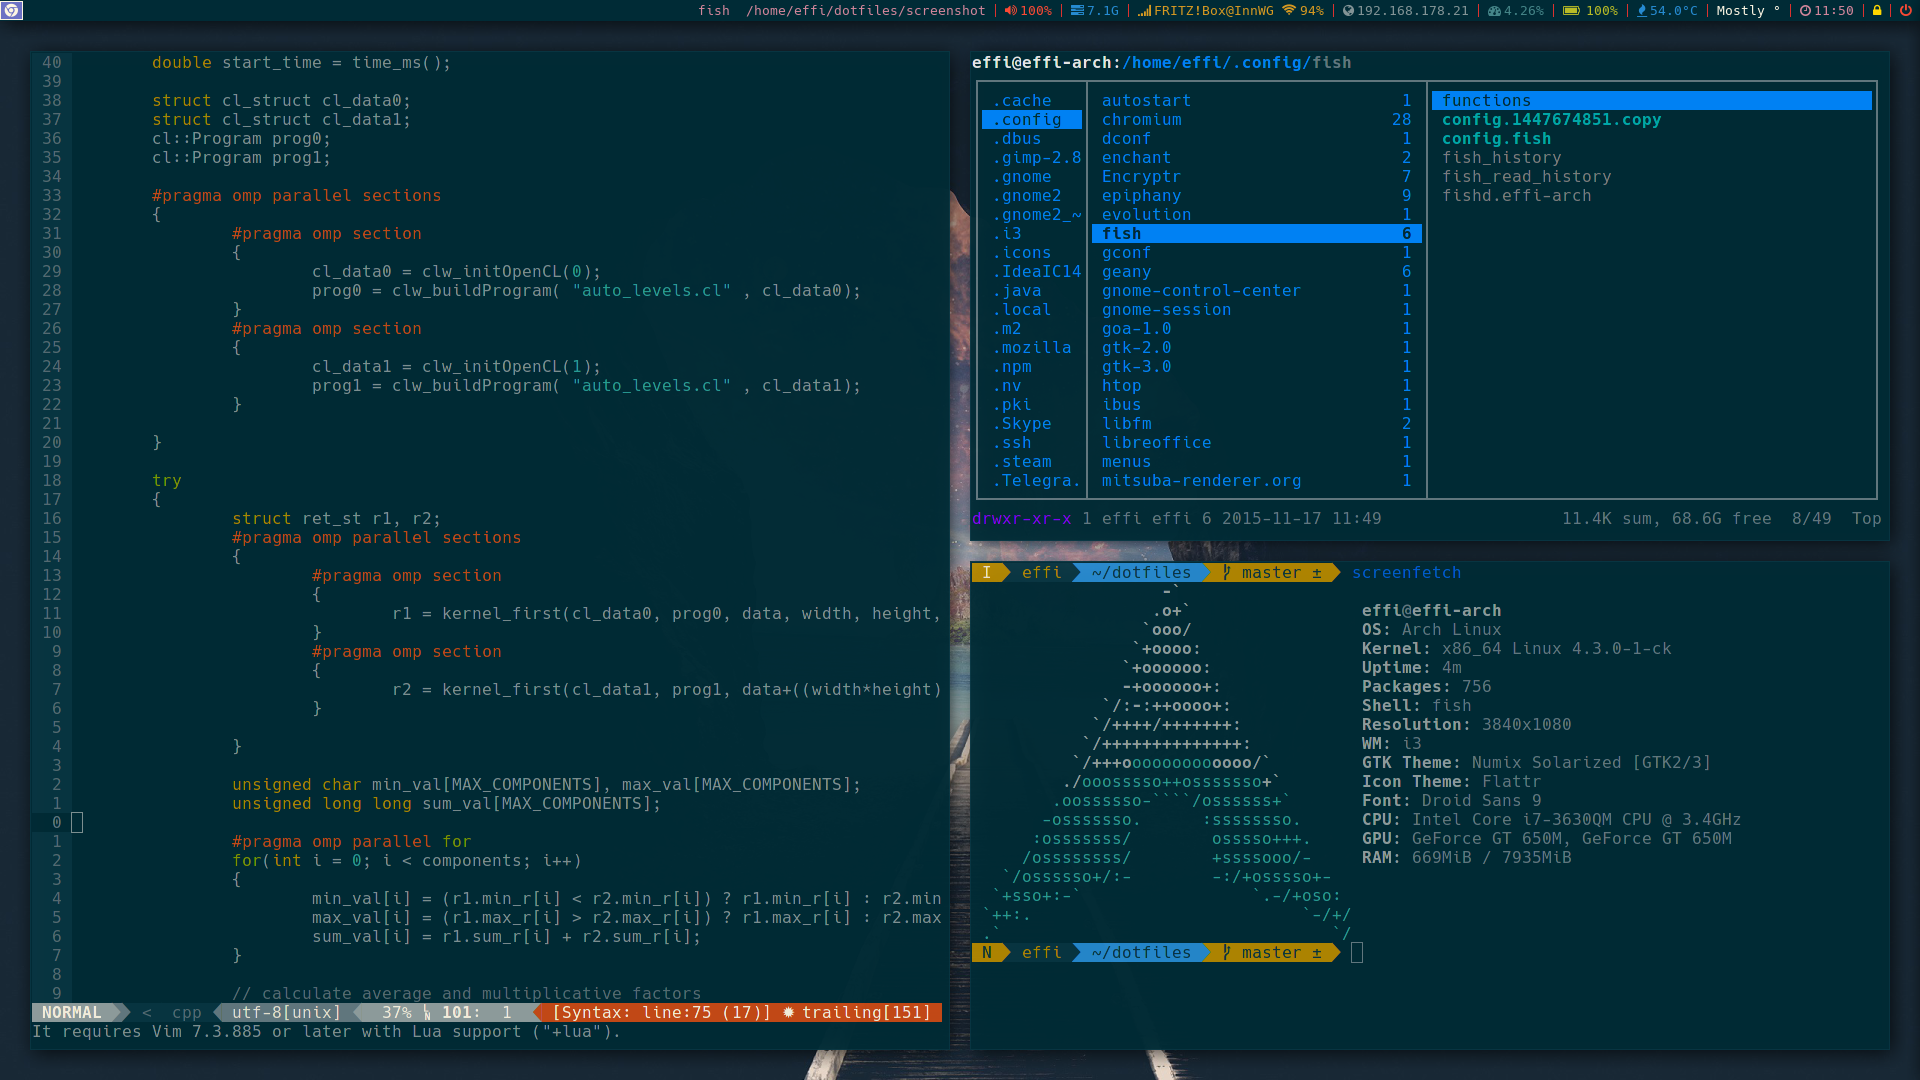 fish /home/effi/dotfiles/screenshot | 100% | 7.1G | FRITZ!Box@InnWG 94% | 192.168.178.21 | 4.26% | 100% | 54.0°C | Mostly ° | 11:50
40 double start_time = time_ms();
39
38 struct cl_struct cl_data0;
37 struct cl_struct cl_data1;
36 cl::Program prog0;
35 cl::Program prog1;
34
33 #pragma omp parallel sections
32 {
31 #pragma omp section
30 {
29 cl_data0 = clw_initOpenCL(0);
28 prog0 = clw_buildProgram( "auto_levels.cl" , cl_data0);
27 }
26 #pragma omp section
25 {
24 cl_data1 = clw_initOpenCL(1);
23 prog1 = clw_buildProgram( "auto_levels.cl" , cl_data1);
22 }
21
20 }
19
18 try
17 {
16 struct ret_st r1, r2;
15 #pragma omp parallel sections
14 {
13 #pragma omp section
12 {
11 r1 = kernel_first(cl_data0, prog0, data, width, height,
10 }
9 #pragma omp section
8 {
7 r2 = kernel_first(cl_data1, prog1, data+((width*height)
6 }
5
4 }
3
2 unsigned char min_val[MAX_COMPONENTS], max_val[MAX_COMPONENTS];
1 unsigned long long sum_val[MAX_COMPONENTS];
0
1 #pragma omp parallel for
2 for(int i = 0; i < components; i++)
3 {
4 min_val[i] = (r1.min_r[i] < r2.min_r[i]) ? r1.min_r[i] : r2.min
5 max_val[i] = (r1.max_r[i] > r2.max_r[i]) ? r1.max_r[i] : r2.max
6 sum_val[i] = r1.sum_r[i] + r2.sum_r[i];
7 }
8
9 // calculate average and multiplicative factors
NORMAL < cpp utf-8[unix] 37% 101: 1 [Syntax: line:75 (17)] ✹ trailing[151]
It requires Vim 7.3.885 or later with Lua support ("+lua").
effi@effi-arch:/home/effi/.config/fish
.cache autostart 1 functions
.config chromium 28 config.1447674851.copy
.dbus dconf 1 config.fish
.gimp-2.8 enchant 2 fish_history
.gnome Encryptr 7 fish_read_history
.gnome2 epiphany 9 fishd.effi-arch
.gnome2_~ evolution 1
.i3 fish 6
.icons gconf 1
.IdeaIC14 geany 6
.java gnome-control-center 1
.local gnome-session 1
.m2 goa-1.0 1
.mozilla gtk-2.0 1
.npm gtk-3.0 1
.nv htop 1
.pki ibus 1
.Skype libfm 2
.ssh libreoffice 1
.steam menus 1
.Telegra. mitsuba-renderer.org 1
drwxr-xr-x 1 effi effi 6 2015-11-17 11:49 11.4K sum, 68.6G free 8/49 Top
I effi ~/dotfiles master ± screenfetch
-`
.o+` effi@effi-arch
`ooo/ OS: Arch Linux
`+oooo: Kernel: x86_64 Linux 4.3.0-1-ck
`+oooooo: Uptime: 4m
-+oooooo+: Packages: 756
`/:-:++oooo+: Shell: fish
`/++++/+++++++: Resolution: 3840x1080
`/++++++++++++++: WM: i3
`/+++ooooooooooooo/` GTK Theme: Numix Solarized [GTK2/3]
./ooosssso++osssssso+` Icon Theme: Flattr
.oossssso-````/ossssss+` Font: Droid Sans 9
-osssssso. :ssssssso. CPU: Intel Core i7-3630QM CPU @ 3.4GHz
:osssssss/ osssso+++. GPU: GeForce GT 650M, GeForce GT 650M
/ossssssss/ +ssssooo/- RAM: 669MiB / 7935MiB
`/ossssso+/:- -:/+osssso+-
`+sso+:-` `.-/+oso:
`++:. `-/+/
.` `/
N effi ~/dotfiles master ±